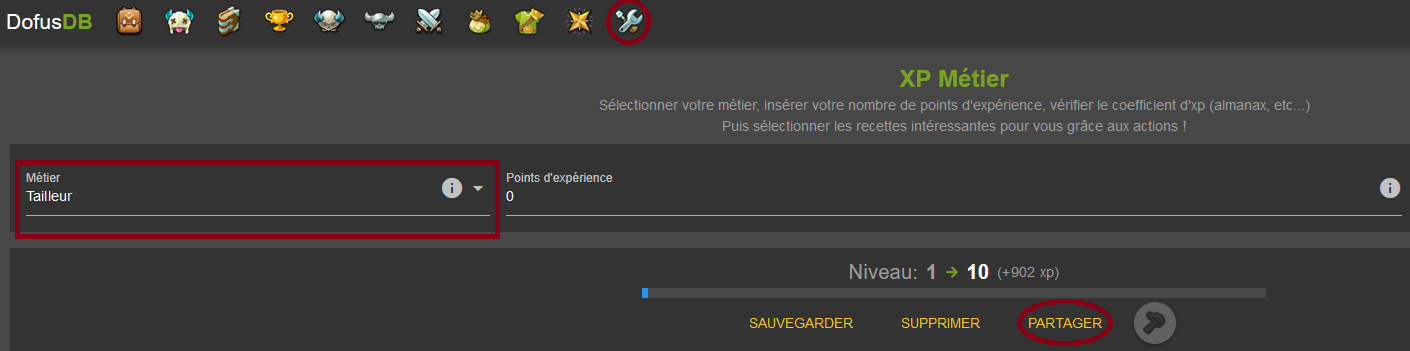 DofusDB
XP Métier
Sélectionner votre métier, insérer votre nombre de points d'expérience, vérifier le coefficient d'xp (almanax, etc...)
Puis sélectionner les recettes intéressantes pour vous grâce aux actions !
Métier
Tailleur
Points d'expérience
0
Niveau: 1 → 10 (+902 xp)
SAUVEGARDER SUPPRIMER PARTAGER